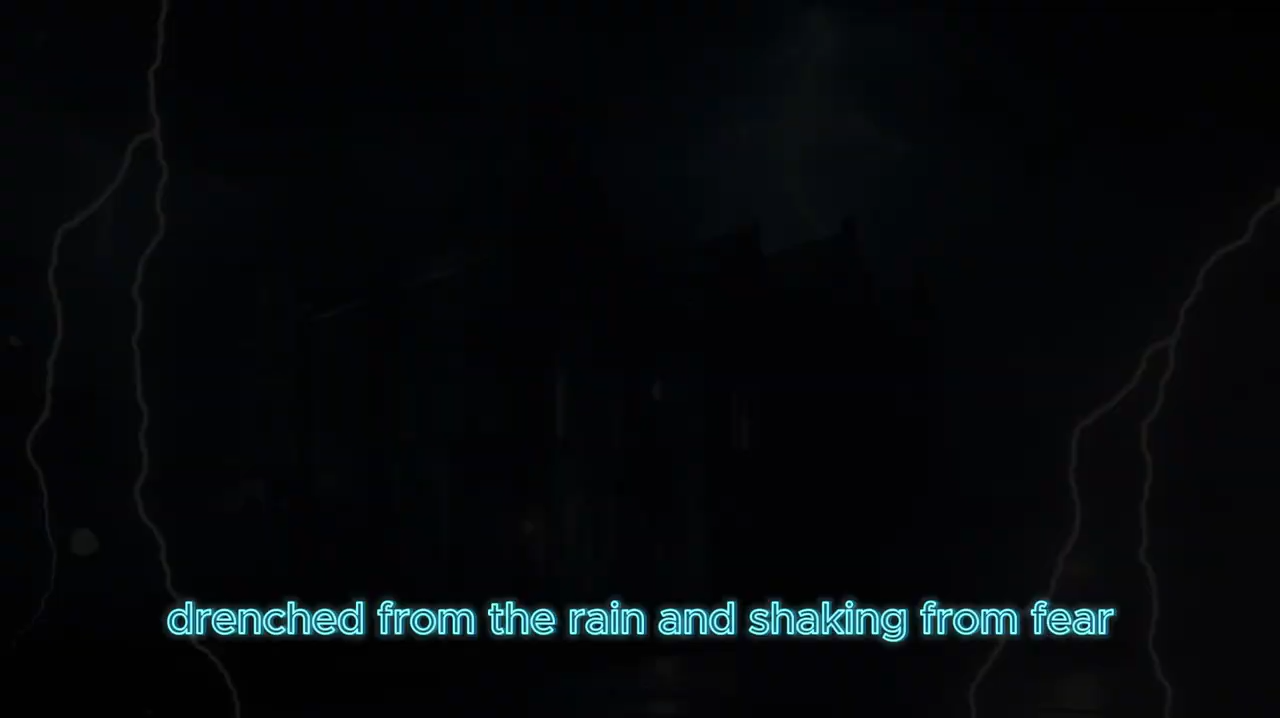 drenched from the rain and shaking from fear